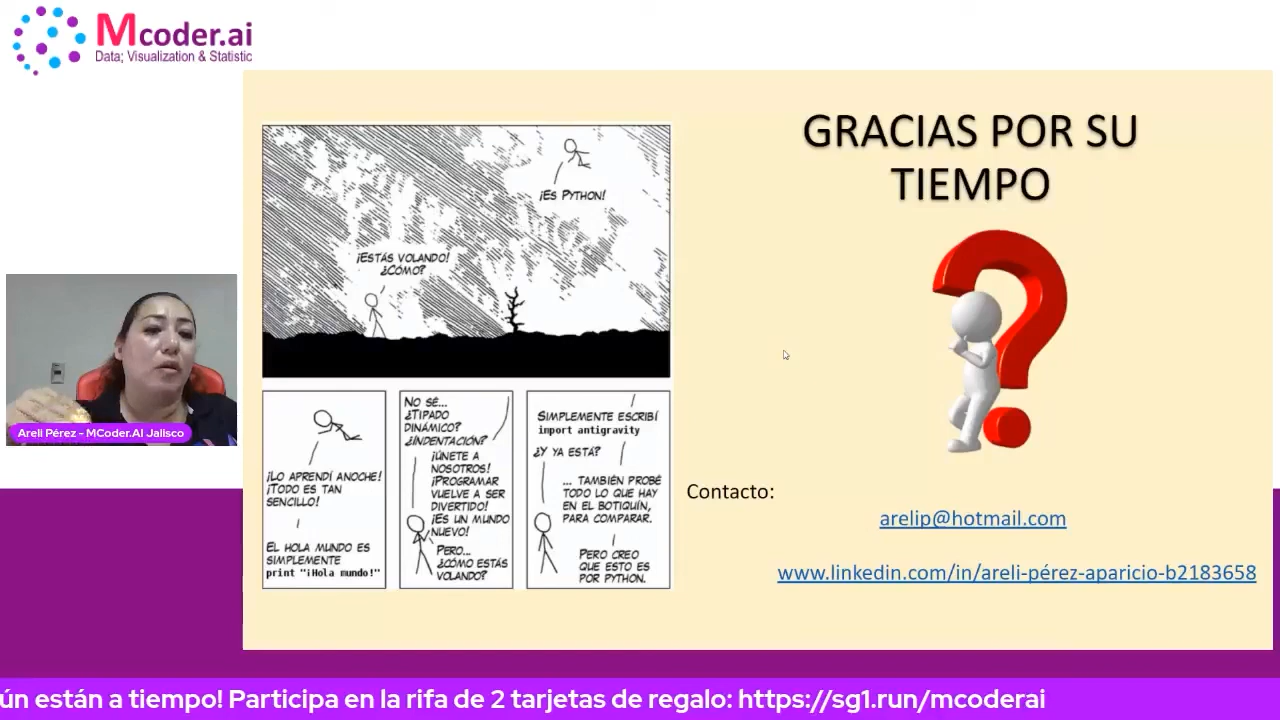 Mcoder.ai
Data; Visualization & Statistic
GRACIAS POR SU
TIEMPO
¡ES PYTHON!
¡ESTÁS VOLANDO!
¿CÓMO?
¡LO APRENDÍ ANOCHE!
¡TODO ES TAN
SENCILLO!
EL HOLA MUNDO ES
SIMPLEMENTE
print "¡Hola mundo!"
NO SÉ...
¿TIPADO
DINÁMICO?
¿INDENTACIÓN?
¡ÚNETE A
NOSOTROS!
¡PROGRAMAR
VUELVE A SER
DIVERTIDO!
¡ES UN MUNDO
NUEVO!
PERO...
¿CÓMO ESTÁS
VOLANDO?
SIMPLEMENTE ESCRIBÍ
import antigravity
¿Y YA ESTÁ?
... TAMBIÉN PROBÉ
TODO LO QUE HAY
EN EL BOTIQUÍN,
PARA COMPARAR.
PERO CREO
QUE ESTO ES
POR PYTHON.
Contacto:
arelip@hotmail.com
www.linkedin.com/in/areli-pérez-aparicio-b2183658
Areli Pérez - MCoder.AI Jalisco
ún están a tiempo! Participa en la rifa de 2 tarjetas de regalo: https://sg1.run/mcoderai